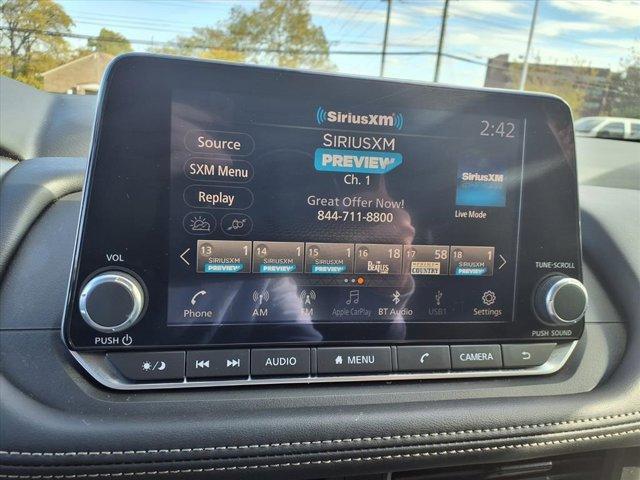 SiriusXM
2:42
Source
SIRIUSXM
PREVIEW
SXM Menu
Ch. 1
SiriusXM
Replay
Great Offer Now!
844-711-8800
Live Mode
13 1 14 1 15 1 16 18 17 58 18 1
SIRIUSXM PREVIEW SIRIUSXM PREVIEW SIRIUSXM PREVIEW BEATLES COUNTRY SIRIUSXM PREVIEW
VOL
TUNE·SCROLL
Phone AM FM Apple CarPlay BT Audio USB1 Settings
PUSH
PUSH SOUND
AUDIO MENU CAMERA